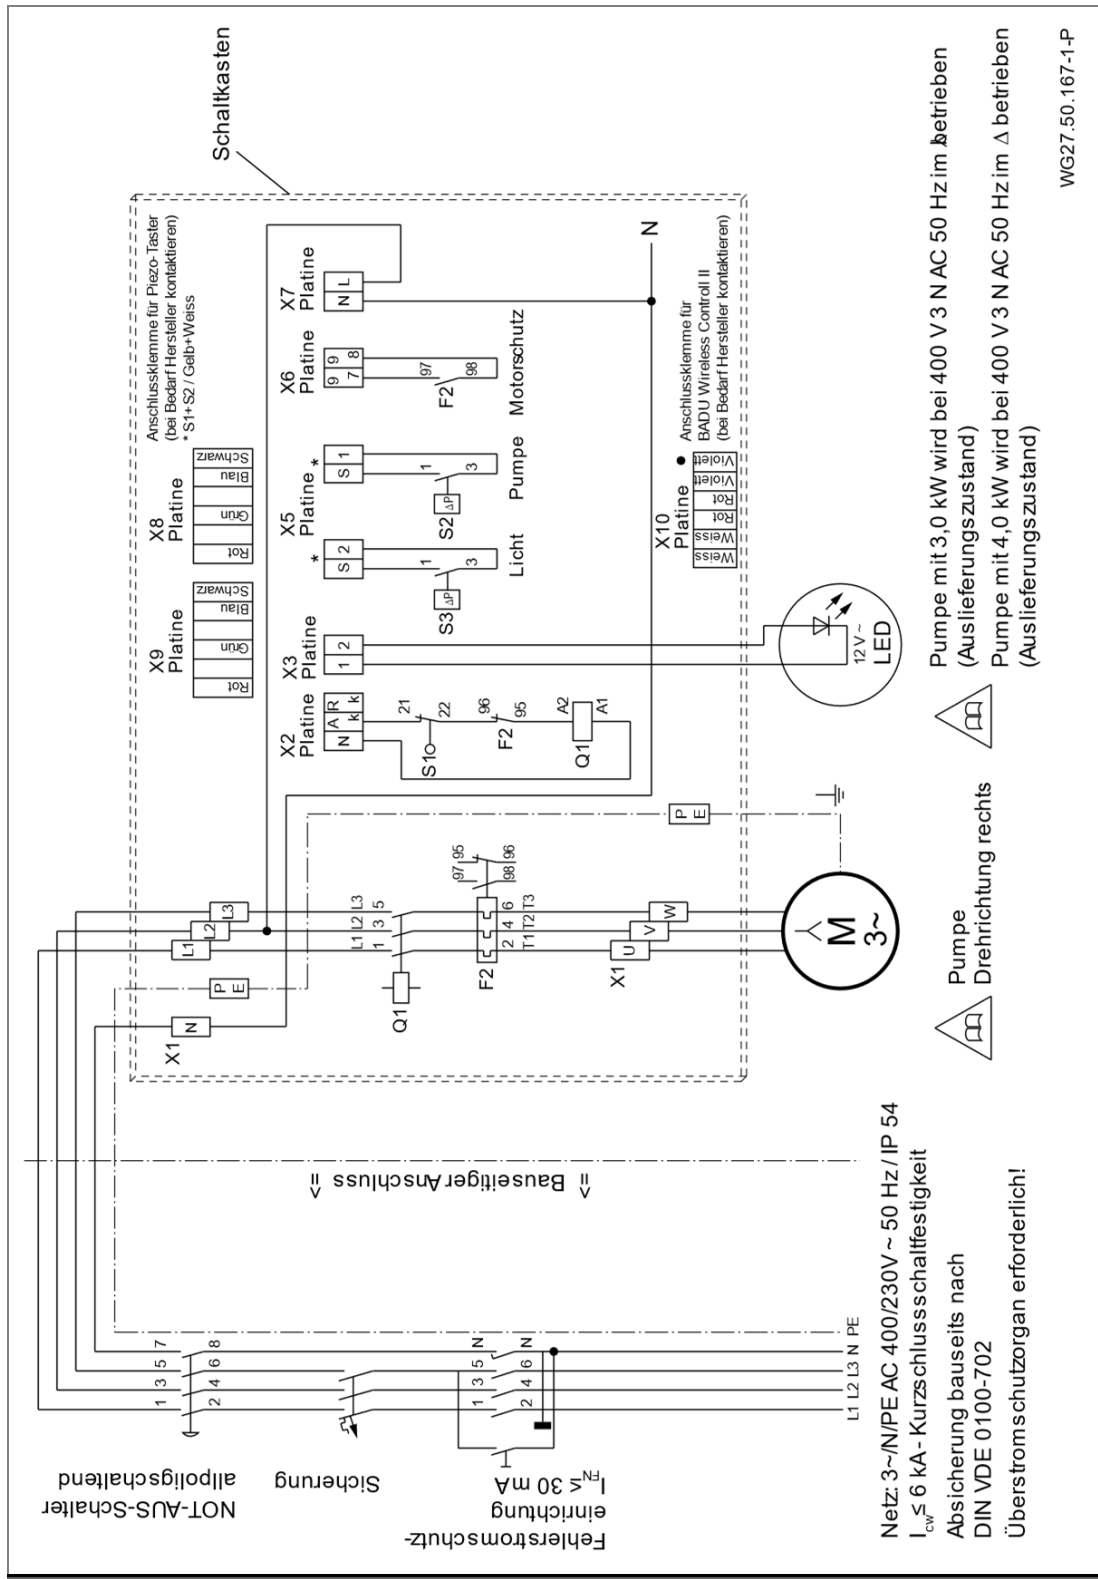 Schaltkasten
Anschlussklemme für Piezo-Taster
(bei Bedarf Hersteller kontaktieren)
* S1+S2 / Gelb+Weiss
X9
Platine
Rot
Grün
Blau
Schwarz
X8
Platine
Rot
Grün
Blau
Schwarz
X2
Platine
N A R
k k
X3
Platine
1 2
X5
Platine
*
S 2
*
S 1
X6
Platine
9 9
7 8
X7
Platine
N L
S1
21
22
F2
96
95
Q1
A2
A1
S3
ΔP
1
3
Licht
S2
ΔP
1
3
Pumpe
F2
97
98
Motorschutz
N
X10
Platine
Weiss
Weiss
Rot
Rot
Violett
Violett
Anschlussklemme für
BADU Wireless Controll II
(bei Bedarf Hersteller kontaktieren)
X1
N
P E
L1
L2
L3
Q1
L1 L2 L3
1 3 5
F2
2 4 6
T1 T2 T3
97 95
98 96
X1
U
V
W
P E
M
3~
12 V ~
LED
=> Bauseitiger Anschluss =>
NOT-AUS-Schalter
allpoligschaltend
1 3 5 7
2 4 6 8
Sicherung
Fehlerstromschutz-
einrichtung
I FN ≤ 30 mA
1 3 5 N
2 4 6 N
L1 L2 L3 N PE
Netz: 3~/N/PE AC 400/230V ~ 50 Hz / IP 54
I cw ≤ 6 kA - Kurzschlussschaltfestigkeit
Absicherung bauseits nach
DIN VDE 0100-702
Überstromschutzorgan erforderlich!
Pumpe
Drehrichtung rechts
Pumpe mit 3,0 kW wird bei 400 V 3 N AC 50 Hz im ⅄ betrieben
(Auslieferungszustand)
Pumpe mit 4,0 kW wird bei 400 V 3 N AC 50 Hz im Δ betrieben
(Auslieferungszustand)
WG27.50.167-1-P